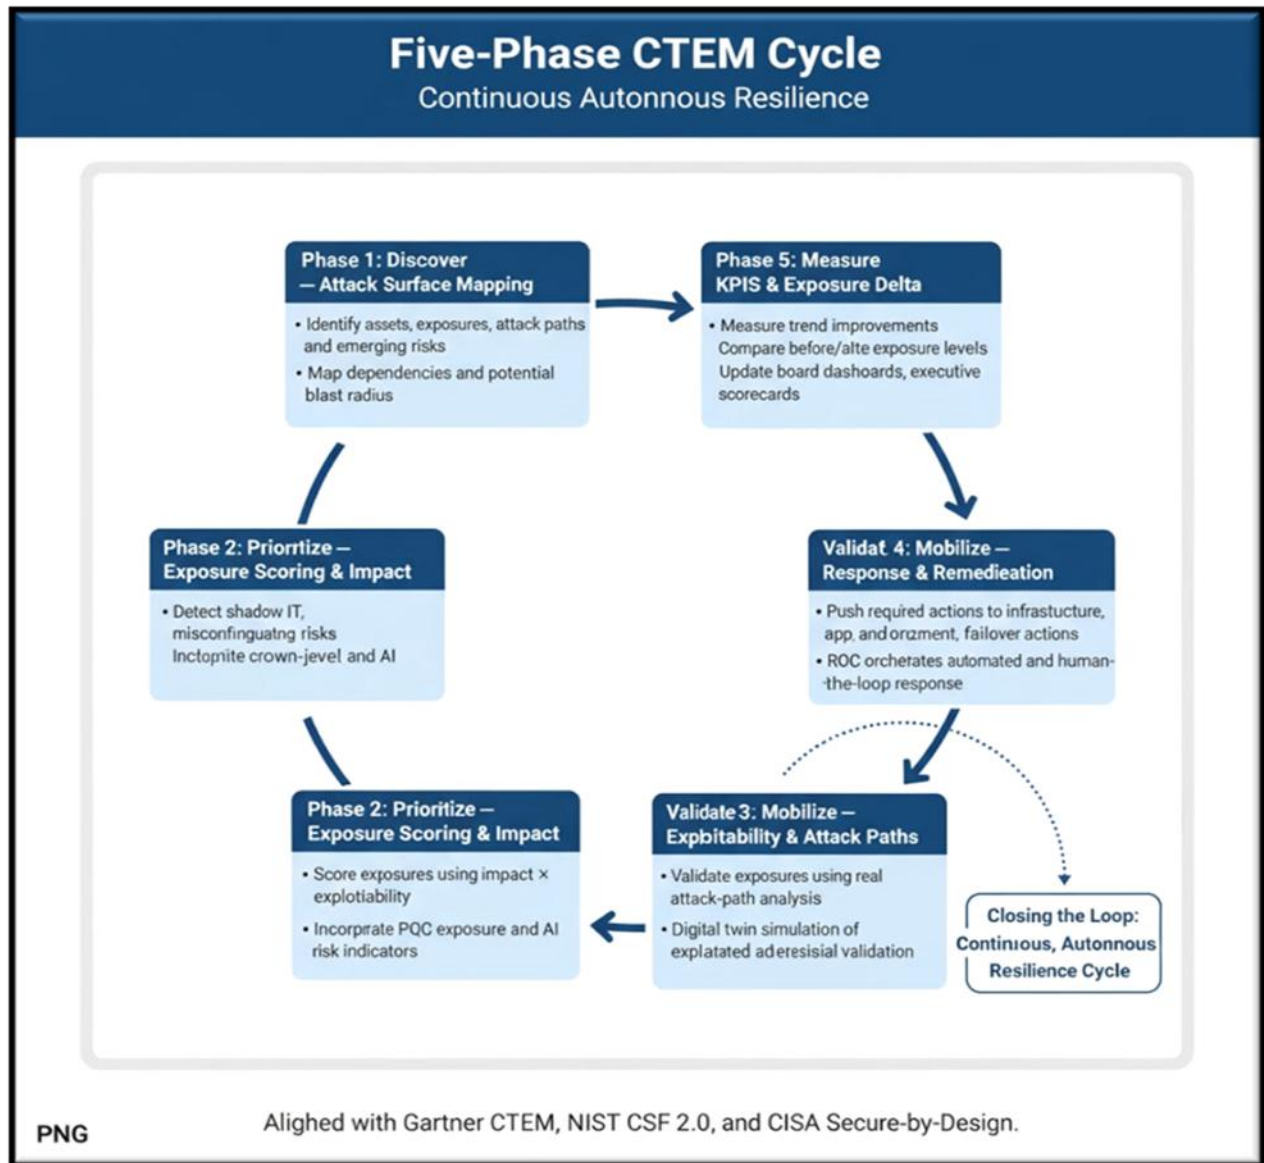 Five-Phase CTEM Cycle
Continuous Autonnous Resilience
Phase 1: Discover
— Attack Surface Mapping
• Identify assets, exposures, attack paths
and emerging risks
• Map dependencies and potential
blast radius
Phase 5: Measure
KPIS & Exposure Delta
• Measure trend improvements
Compare before/alte exposure levels
Update board dashoards, executive
scorecards
Phase 2: Priorrtize —
Exposure Scoring & Impact
• Detect shadow IT,
misconfinguatng risks
Inctopnite crown-jevel and AI
Validat. 4: Mobilize —
Response & Remedieation
• Push required actions to infrastucture,
app, and orızment, failover actions
• ROC orcherates automated and human-
-the-loop response
Phase 2: Prioritize —
Exposure Scoring & Impact
• Score exposures using impact ×
explotiability
• Incorprate PQC exposure and AI
risk indicators
Validate 3: Mobilize —
Expbitability & Attack Paths
• Validate exposures using real
attack-path analysis
• Digital twin simulation of
explatated aderesisial validation
Closing the Loop:
Continıous, Autonnous
Resilience Cycle
Alighed with Gartner CTEM, NIST CSF 2.0, and CISA Secure-by-Design.
PNG